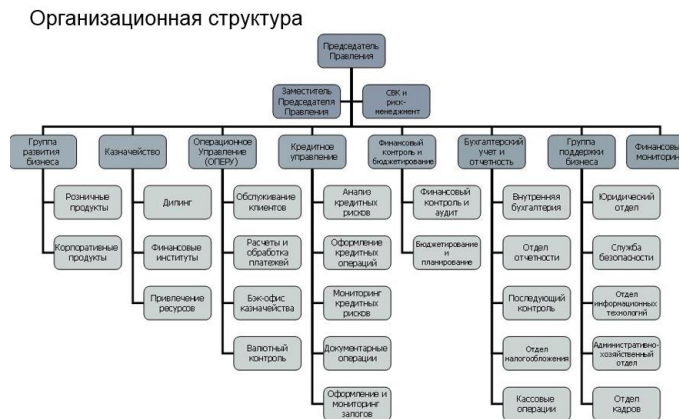 Организационная структура
Председатель
Правления
Заместитель
Председателя
Правления
СВК и
риск-
менеджмент
Группа
развития
бизнеса
Казначейство
Операционное
Управление
(ОПЕРУ)
Кредитное
управление
Финансовый
контроль и
бюджетирование
Бухгалтерский
учет и
отчетность
Группа
поддержки
бизнеса
Финансовы
мониторин
Розничные
продукты
Корпоративные
продукты
Дилинг
Финансовые
институты
Привлечение
ресурсов
Обслуживание
клиентов
Расчеты и
обработка
платежей
Бэк-офис
казначейства
Валютный
контроль
Анализ
кредитных
рисков
Оформление
кредитных
операций
Мониторинг
кредитных
рисков
Документарные
операции
Оформление и
мониторинг
залогов
Финансовый
контроль и
аудит
Бюджетирование
и
планирование
Внутренняя
бухгалтерия
Отдел
отчетности
Последующий
контроль
Отдел
налогообложения
Кассовые
операции
Юридический
отдел
Служба
безопасности
Отдел
информационных
технологий
Административно-
хозяйственный
отдел
Отдел
кадров